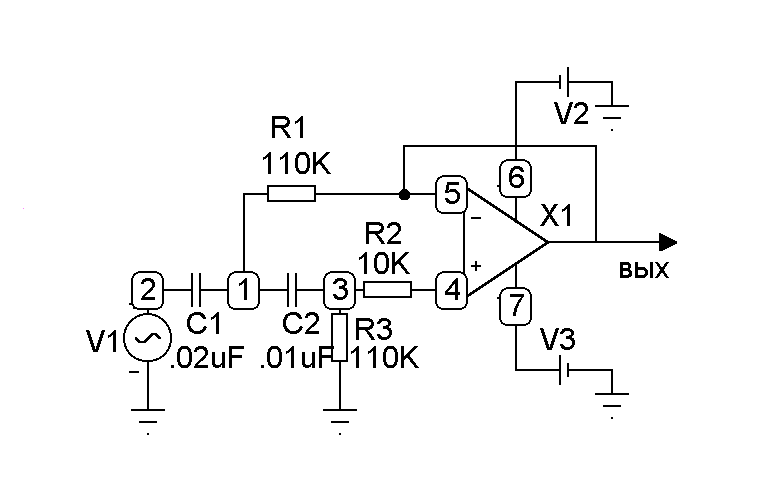 V2
R1
110K
6
5
−
X1
R2
10K
+
ВЫХ
2
1
3
4
7
C1
C2
R3
V1
−
.02uF
.01uF
110K
V3